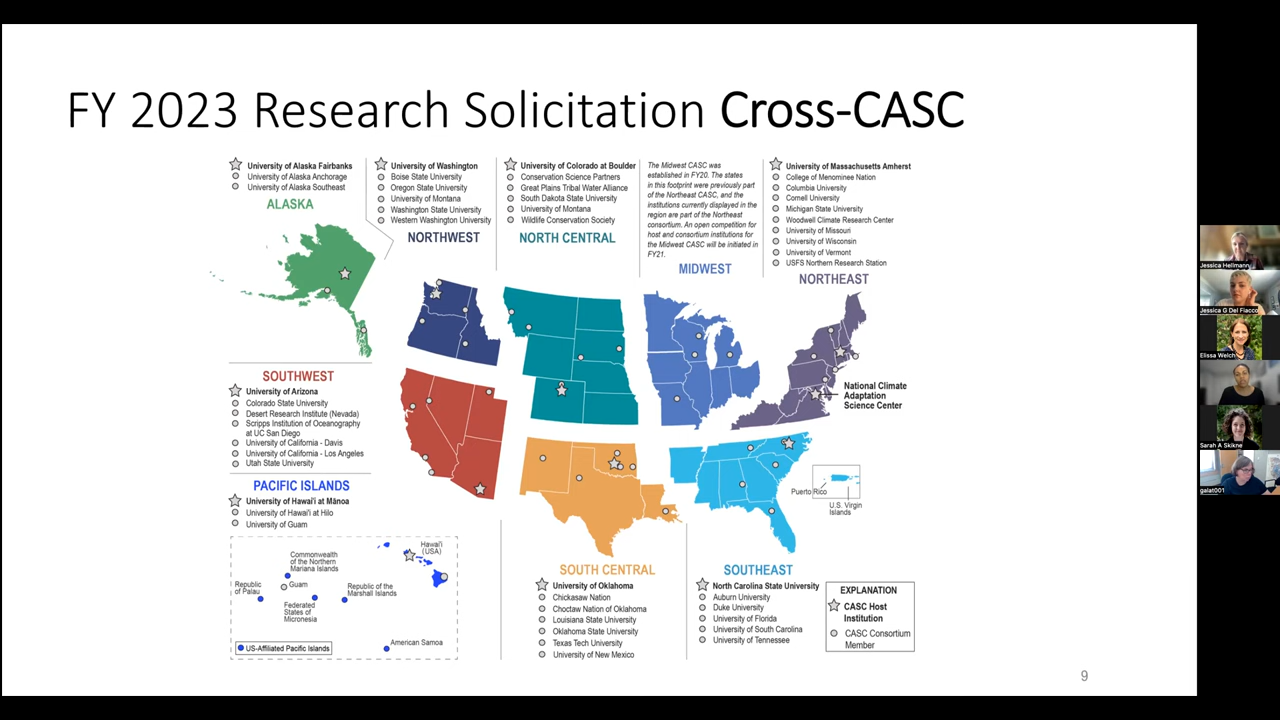 FY 2023 Research Solicitation Cross-CASC
University of Alaska Fairbanks
University of Alaska Anchorage
University of Alaska Southeast
ALASKA
University of Washington
Boise State University
Oregon State University
University of Montana
Washington State University
Western Washington University
NORTHWEST
University of Colorado at Boulder
Conservation Science Partners
Great Plains Tribal Water Alliance
South Dakota State University
University of Montana
Wildlife Conservation Society
NORTH CENTRAL
The Midwest CASC was
established in FY20. The states
in this footprint were previously part
of the Northeast CASC, and the
institutions currently displayed in the
region are part of the Northeast
consortium. An open competition for
host and consortium institutions for
the Midwest CASC will be initiated in
FY21.
MIDWEST
University of Massachusetts Amherst
College of Menominee Nation
Columbia University
Cornell University
Michigan State University
Woodwell Climate Research Center
University of Missouri
University of Wisconsin
University of Vermont
USFS Northern Research Station
NORTHEAST
National Climate
Adaptation
Science Center
SOUTHWEST
University of Arizona
Colorado State University
Desert Research Institute (Nevada)
Scripps Institution of Oceanography
at UC San Diego
University of California - Davis
University of California - Los Angeles
Utah State University
PACIFIC ISLANDS
University of Hawai'i at Mānoa
University of Hawai'i at Hilo
University of Guam
Hawai'i
(USA)
Commonwealth
of the Northern
Mariana Islands
Republic
of Palau
Guam
Federated
States of
Micronesia
Republic of the
Marshall Islands
American Samoa
US-Affiliated Pacific Islands
SOUTH CENTRAL
University of Oklahoma
Chickasaw Nation
Choctaw Nation of Oklahoma
Louisiana State University
Oklahoma State University
Texas Tech University
University of New Mexico
SOUTHEAST
North Carolina State University
Auburn University
Duke University
University of Florida
University of South Carolina
University of Tennessee
Puerto Rico
U.S. Virgin
Islands
EXPLANATION
CASC Host
Institution
CASC Consortium
Member
9
Jessica Hellmann
Jessica G Del Fiacco
Elissa Welch
Sarah A Skikne
galat001